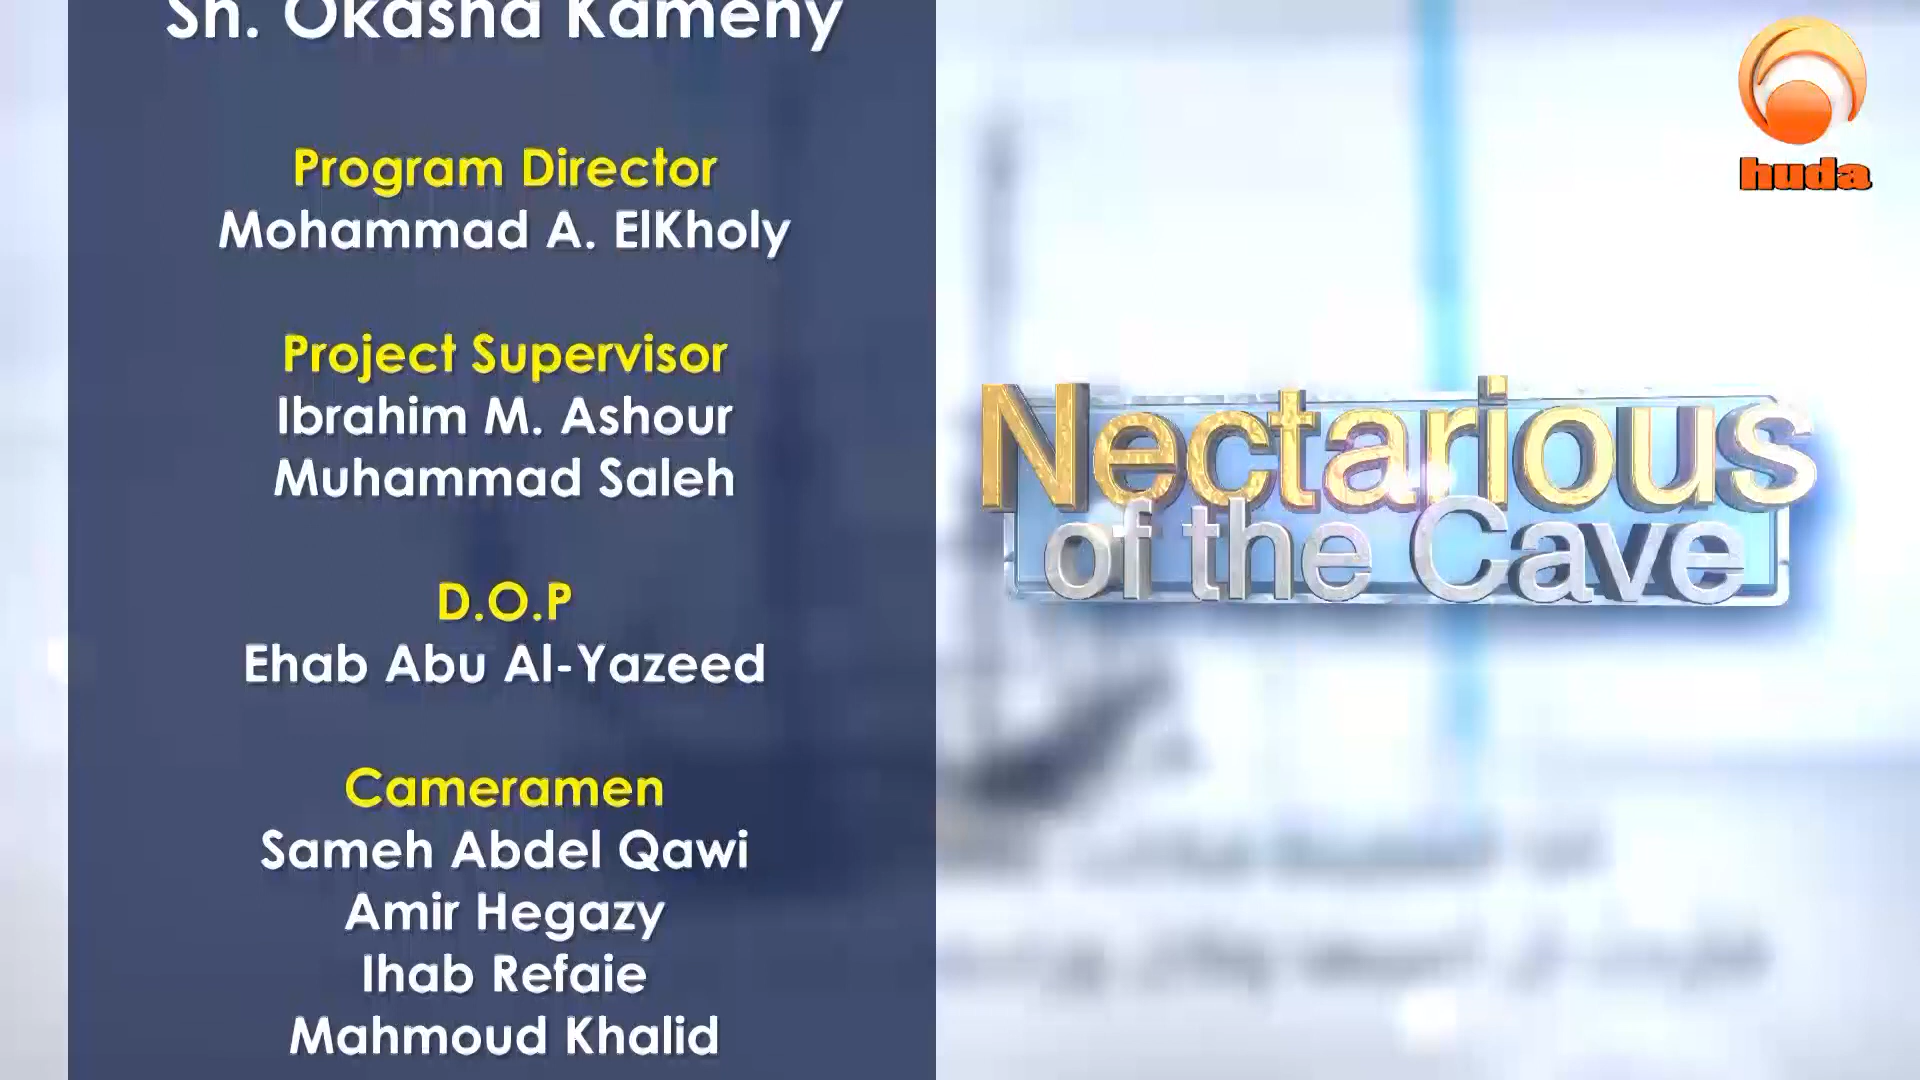 Sh. Okasha Kameny
Program Director
Mohammad A. ElKholy
Project Supervisor
Ibrahim M. Ashour
Muhammad Saleh
D.O.P
Ehab Abu Al-Yazeed
Cameramen
Sameh Abdel Qawi
Amir Hegazy
Ihab Refaie
Mahmoud Khalid
huda
Nectarious
of the Cave